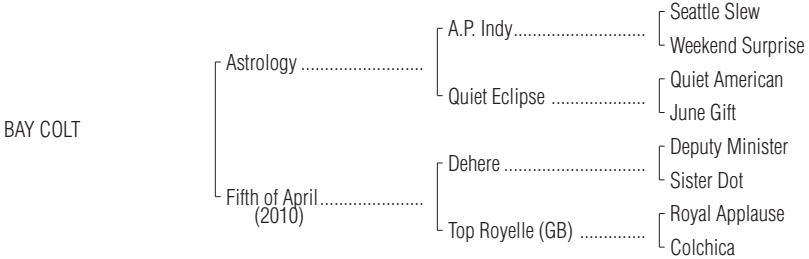 Seattle Slew
A.P. Indy..............................
Weekend Surprise
Astrology ...........................
Quiet American
Quiet Eclipse .....................
June Gift
BAY COLT
Deputy Minister
Dehere ................................
Sister Dot
Fifth of April.......................
(2010)
Royal Applause
Top Royelle (GB) ..............
Colchica